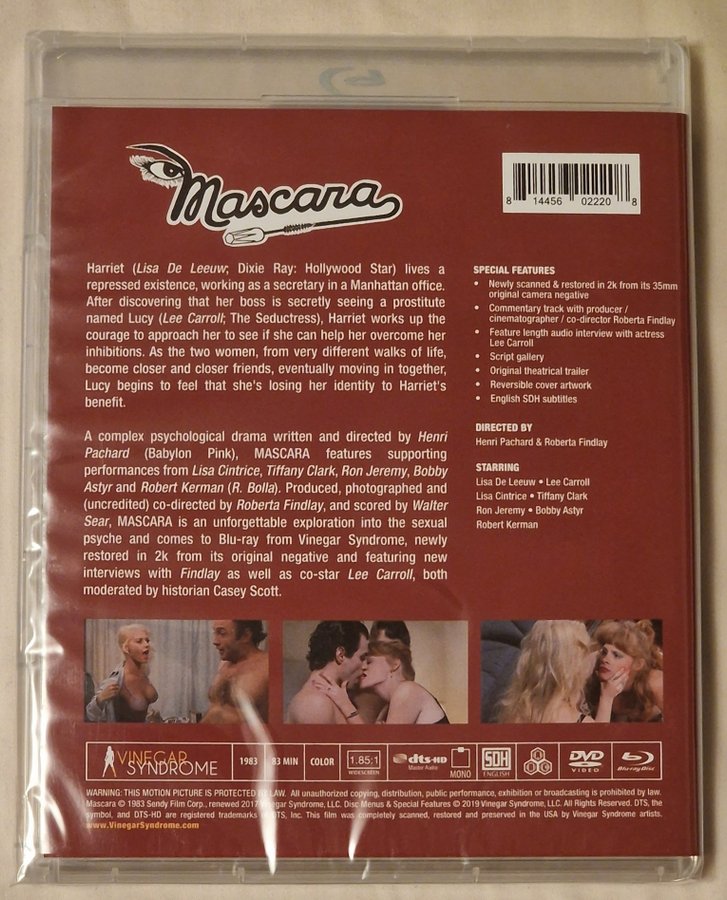 Mascara
8 14456 02220 8
Harriet (Lisa De Leeuw; Dixie Ray: Hollywood Star) lives a
repressed existence, working as a secretary in a Manhattan office.
After discovering that her boss is secretly seeing a prostitute
named Lucy (Lee Carroll; The Seductress), Harriet works up the
courage to approach her to see if she can help her overcome her
inhibitions. As the two women, from very different walks of life,
become closer and closer friends, eventually moving in together,
Lucy begins to feel that she's losing her identity to Harriet's
benefit.
A complex psychological drama written and directed by Henri
Pachard (Babylon Pink), MASCARA features supporting
performances from Lisa Cintrice, Tiffany Clark, Ron Jeremy, Bobby
Astyr and Robert Kerman (R. Bolla). Produced, photographed and
(uncredited) co-directed by Roberta Findlay, and scored by Walter
Sear, MASCARA is an unforgettable exploration into the sexual
psyche and comes to Blu-ray from Vinegar Syndrome, newly
restored in 2k from its original negative and featuring new
interviews with Findlay as well as co-star Lee Carroll, both
moderated by historian Casey Scott.
SPECIAL FEATURES
• Newly scanned & restored in 2k from its 35mm
original camera negative
• Commentary track with producer /
cinematographer / co-director Roberta Findlay
• Feature length audio interview with actress
Lee Carroll
• Script gallery
• Original theatrical trailer
• Reversible cover artwork
• English SDH subtitles
DIRECTED BY
Henri Pachard & Roberta Findlay
STARRING
Lisa De Leeuw • Lee Carroll
Lisa Cintrice • Tiffany Clark
Ron Jeremy • Bobby Astyr
Robert Kerman
VINEGAR SYNDROME
1983
83 MIN
COLOR
1.85:1 WIDESCREEN
dts-HD Master Audio
MONO
SDH ENGLISH
DVD VIDEO
Blu-ray Disc
WARNING: THIS MOTION PICTURE IS PROTECTED BY LAW. All unauthorized copying, distribution, public performance, exhibition or broadcasting is prohibited by law.
Mascara © 1983 Sendy Film Corp., renewed 2017 Vinegar Syndrome, LLC. Disc Menus & Special Features © 2019 Vinegar Syndrome, LLC. All Rights Reserved. DTS, the
symbol, and DTS-HD are registered trademarks of DTS, Inc. This film was completely scanned, restored and preserved in the USA by Vinegar Syndrome artists.
www.VinegarSyndrome.com